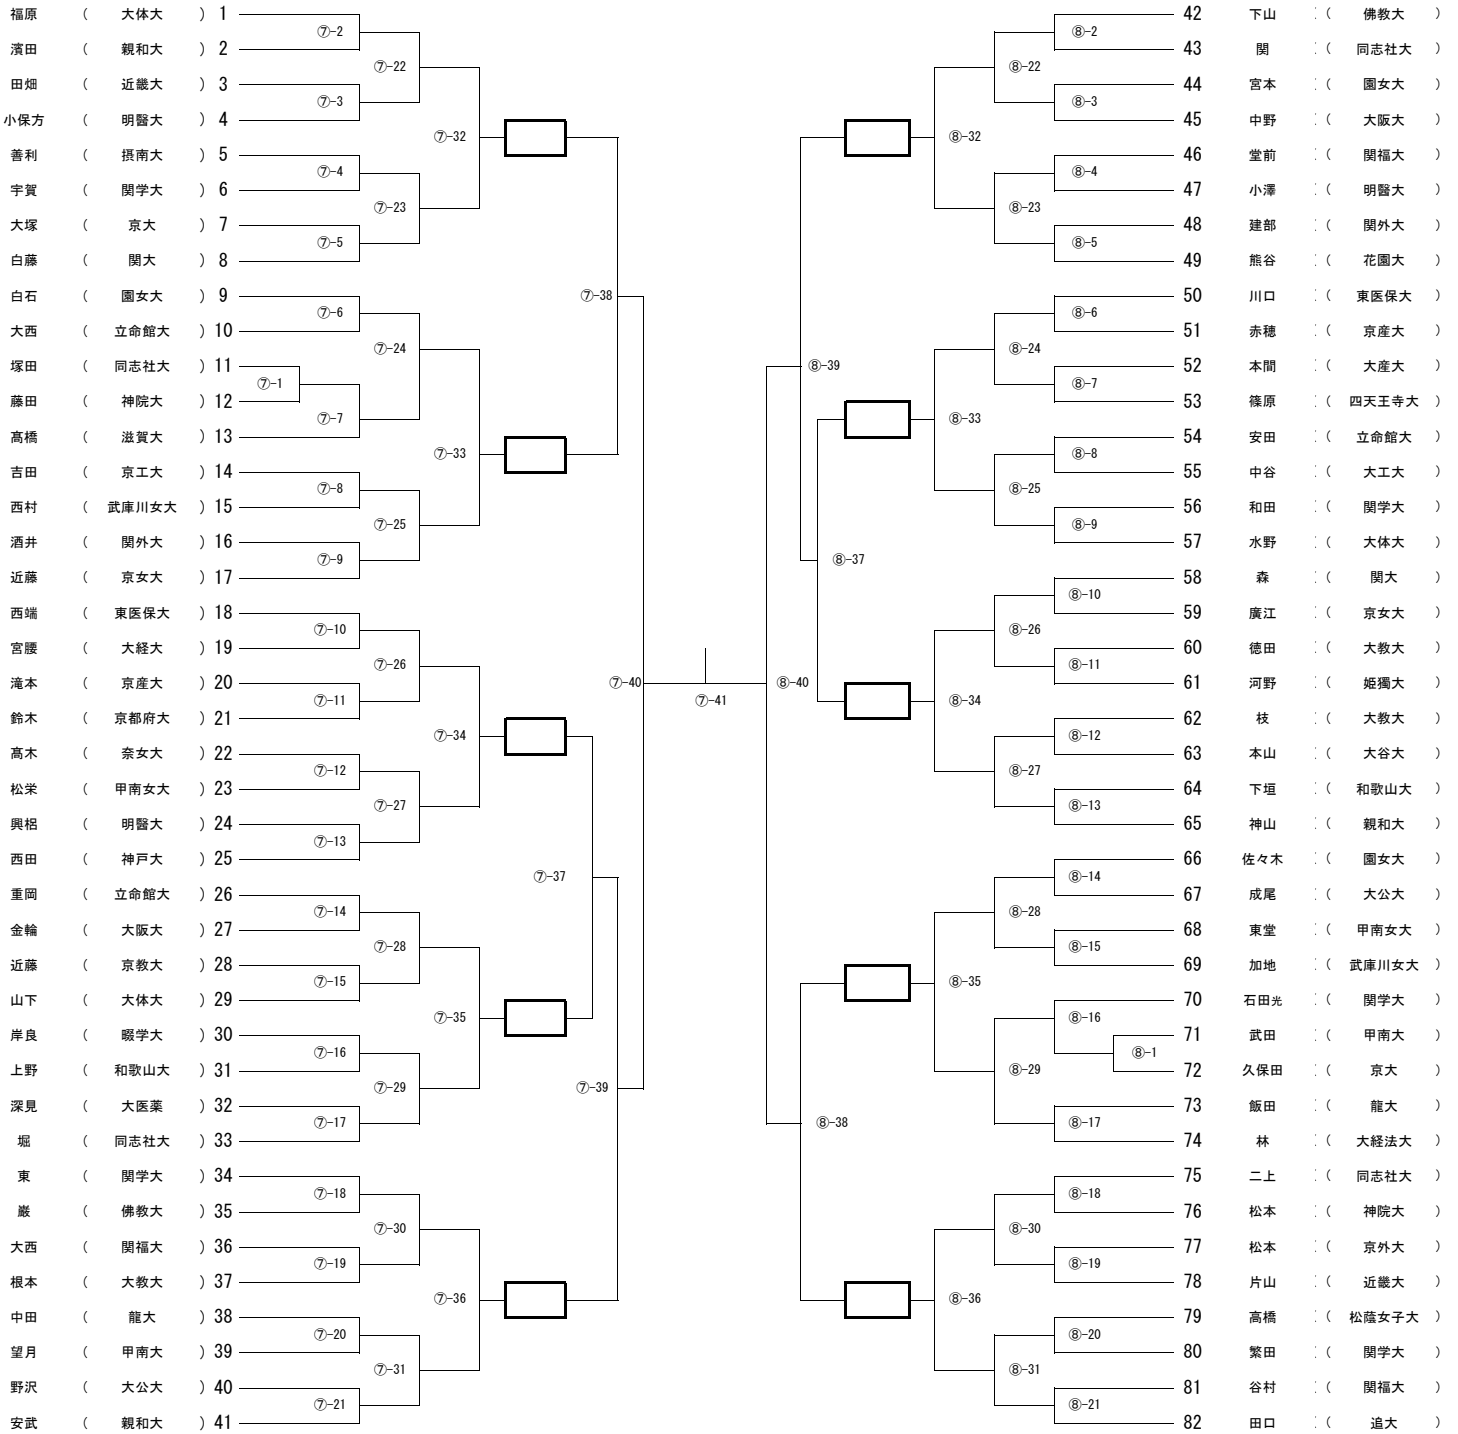 福原 （ 大体大 ） 1
濱田 （ 親和大 ） 2
田畑 （ 近畿大 ） 3
小保方 （ 明醫大 ） 4
善利 （ 摂南大 ） 5
宇賀 （ 関学大 ） 6
大塚 （ 京大 ） 7
白藤 （ 関大 ） 8
白石 （ 園女大 ） 9
大西 （ 立命館大 ） 10
塚田 （ 同志社大 ） 11
藤田 （ 神院大 ） 12
髙橋 （ 滋賀大 ） 13
吉田 （ 京工大 ） 14
西村 （ 武庫川女大 ） 15
酒井 （ 関外大 ） 16
近藤 （ 京女大 ） 17
西端 （ 東医保大 ） 18
宮腰 （ 大経大 ） 19
滝本 （ 京産大 ） 20
鈴木 （ 京都府大 ） 21
髙木 （ 奈女大 ） 22
松栄 （ 甲南女大 ） 23
興梠 （ 明醫大 ） 24
西田 （ 神戸大 ） 25
重岡 （ 立命館大 ） 26
金輪 （ 大阪大 ） 27
近藤 （ 京教大 ） 28
山下 （ 大体大 ） 29
岸良 （ 畷学大 ） 30
上野 （ 和歌山大 ） 31
深見 （ 大医薬 ） 32
堀 （ 同志社大 ） 33
東 （ 関学大 ） 34
巌 （ 佛教大 ） 35
大西 （ 関福大 ） 36
根本 （ 大教大 ） 37
中田 （ 龍大 ） 38
望月 （ 甲南大 ） 39
野沢 （ 大公大 ） 40
安武 （ 親和大 ） 41
⑦-1
⑦-2
⑦-3
⑦-4
⑦-5
⑦-6
⑦-7
⑦-8
⑦-9
⑦-10
⑦-11
⑦-12
⑦-13
⑦-14
⑦-15
⑦-16
⑦-17
⑦-18
⑦-19
⑦-20
⑦-21
⑦-22
⑦-23
⑦-24
⑦-25
⑦-26
⑦-27
⑦-28
⑦-29
⑦-30
⑦-31
⑦-32
⑦-33
⑦-34
⑦-35
⑦-36
⑦-37
⑦-38
⑦-39
⑦-40
⑦-41
⑧-40
⑧-39
⑧-38
⑧-37
⑧-32
⑧-33
⑧-34
⑧-35
⑧-36
⑧-22
⑧-23
⑧-24
⑧-25
⑧-26
⑧-27
⑧-28
⑧-29
⑧-30
⑧-31
⑧-2
⑧-3
⑧-4
⑧-5
⑧-6
⑧-7
⑧-8
⑧-9
⑧-10
⑧-11
⑧-12
⑧-13
⑧-14
⑧-15
⑧-16
⑧-1
⑧-17
⑧-18
⑧-19
⑧-20
⑧-21
42 下山 （ 佛教大 ）
43 関 （ 同志社大 ）
44 宮本 （ 園女大 ）
45 中野 （ 大阪大 ）
46 堂前 （ 関福大 ）
47 小澤 （ 明醫大 ）
48 建部 （ 関外大 ）
49 熊谷 （ 花園大 ）
50 川口 （ 東医保大 ）
51 赤穂 （ 京産大 ）
52 本間 （ 大産大 ）
53 篠原 （ 四天王寺大 ）
54 安田 （ 立命館大 ）
55 中谷 （ 大工大 ）
56 和田 （ 関学大 ）
57 水野 （ 大体大 ）
58 森 （ 関大 ）
59 廣江 （ 京女大 ）
60 徳田 （ 大教大 ）
61 河野 （ 姫獨大 ）
62 枝 （ 大教大 ）
63 本山 （ 大谷大 ）
64 下垣 （ 和歌山大 ）
65 神山 （ 親和大 ）
66 佐々木 （ 園女大 ）
67 成尾 （ 大公大 ）
68 東堂 （ 甲南女大 ）
69 加地 （ 武庫川女大 ）
70 石田光 （ 関学大 ）
71 武田 （ 甲南大 ）
72 久保田 （ 京大 ）
73 飯田 （ 龍大 ）
74 林 （ 大経法大 ）
75 二上 （ 同志社大 ）
76 松本 （ 神院大 ）
77 松本 （ 京外大 ）
78 片山 （ 近畿大 ）
79 高橋 （ 松蔭女子大 ）
80 繁田 （ 関学大 ）
81 谷村 （ 関福大 ）
82 田口 （ 追大 ）